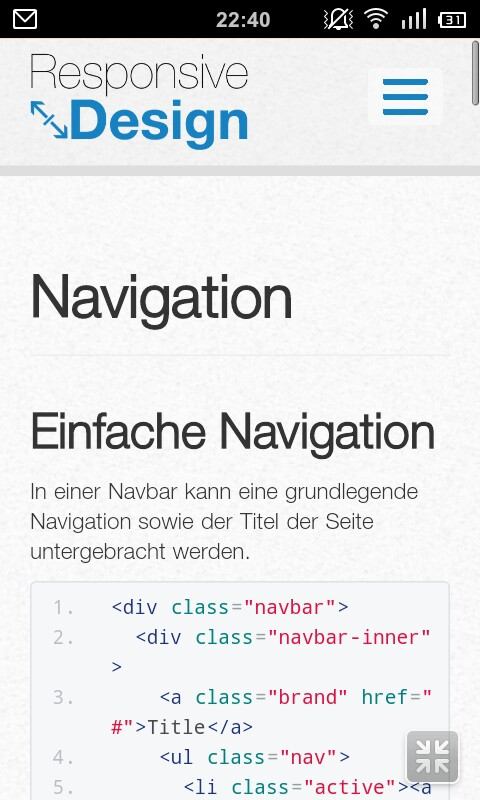 22:40
31
Responsive
Design
Navigation
Einfache Navigation
In einer Navbar kann eine grundlegende
Navigation sowie der Titel der Seite
untergebracht werden.
1. <div class="navbar">
2. <div class="navbar-inner"
>
3. <a class="brand" href="
#">Title</a>
4. <ul class="nav">
5. <li class="active"><a